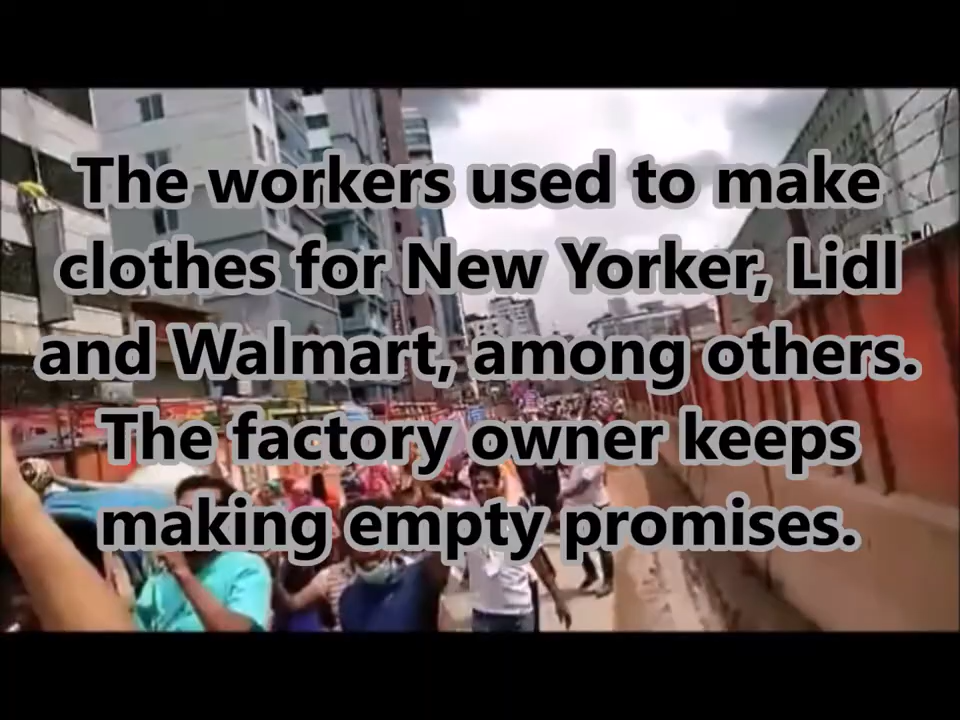 The workers used to make
clothes for New Yorker, Lidl
and Walmart, among others.
The factory owner keeps
making empty promises.